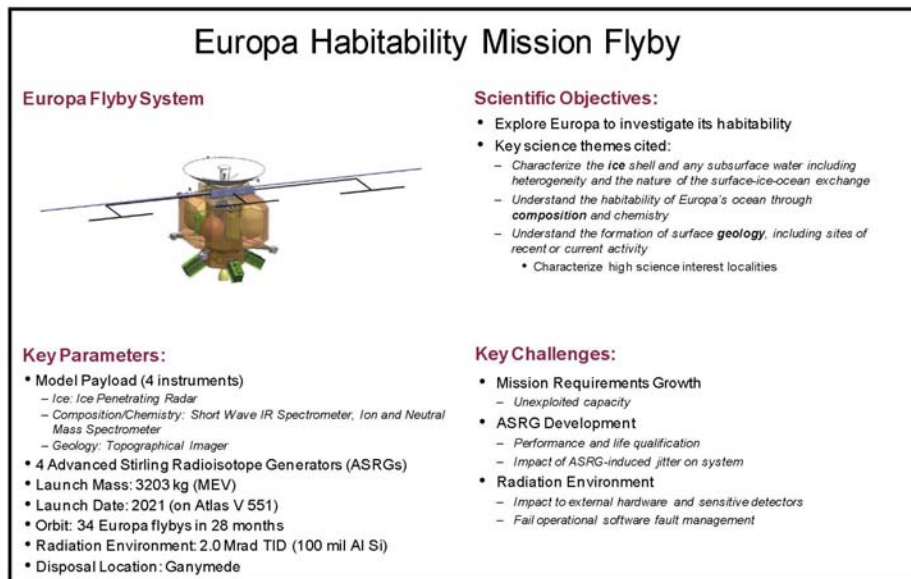 Europa Habitability Mission Flyby
Europa Flyby System
Scientific Objectives:
• Explore Europa to investigate its habitability
• Key science themes cited:
– Characterize the ice shell and any subsurface water including
heterogeneity and the nature of the surface-ice-ocean exchange
– Understand the habitability of Europa's ocean through
composition and chemistry
– Understand the formation of surface geology, including sites of
recent or current activity
• Characterize high science interest localities
Key Parameters:
• Model Payload (4 instruments)
– Ice: Ice Penetrating Radar
– Composition/Chemistry: Short Wave IR Spectrometer, Ion and Neutral
Mass Spectrometer
– Geology: Topographical Imager
• 4 Advanced Stirling Radioisotope Generators (ASRGs)
• Launch Mass: 3203 kg (MEV)
• Launch Date: 2021 (on Atlas V 551)
• Orbit: 34 Europa flybys in 28 months
• Radiation Environment: 2.0 Mrad TID (100 mil Al Si)
• Disposal Location: Ganymede
Key Challenges:
• Mission Requirements Growth
– Unexploited capacity
• ASRG Development
– Performance and life qualification
– Impact of ASRG-induced jitter on system
• Radiation Environment
– Impact to external hardware and sensitive detectors
– Fail operational software fault management